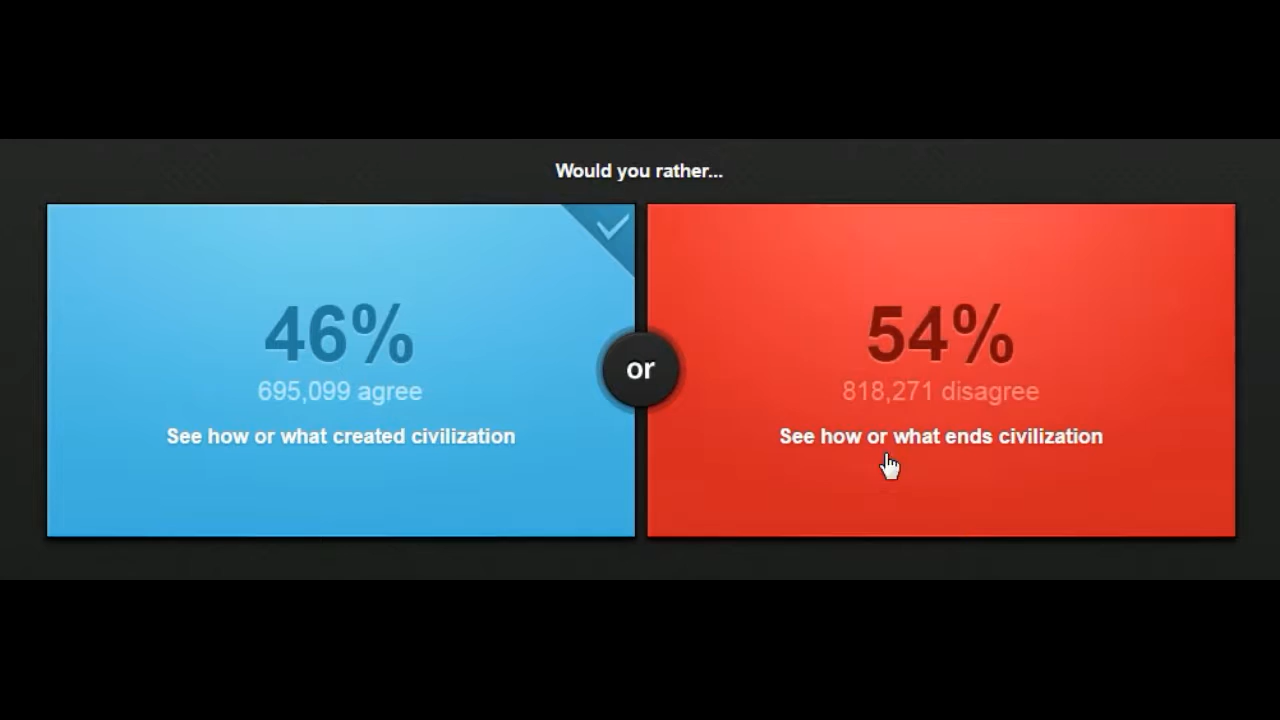 Would you rather...
46%
695,099 agree
See how or what created civilization
or
54%
818,271 disagree
See how or what ends civilization